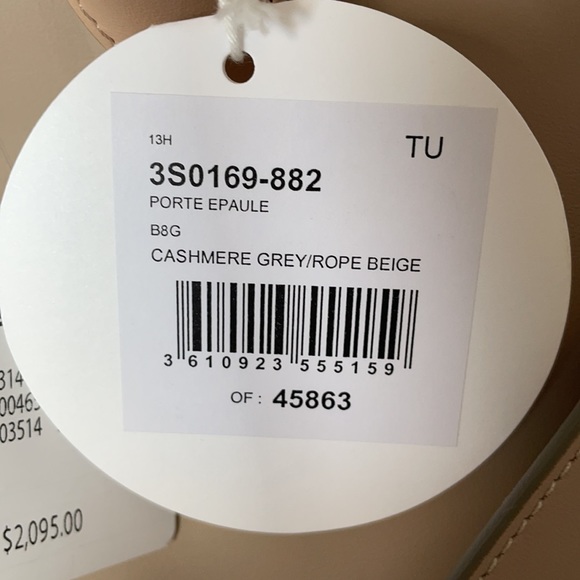 13H
TU
3S0169-882
PORTE EPAULE
B8G
CASHMERE GREY/ROPE BEIGE
3 610923 555159
OF : 45863
03514
$2,095.00